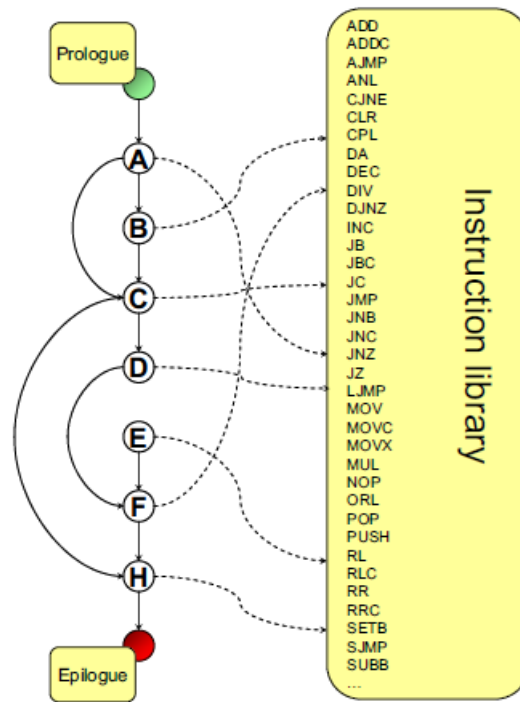 Prologue
A
B
C
D
E
F
H
Epilogue
ADD
ADDC
AJMP
ANL
CJNE
CLR
CPL
DA
DEC
DIV
DJNZ
INC
JB
JBC
JC
JMP
JNB
JNC
JNZ
JZ
LJMP
MOV
MOVC
MOVX
MUL
NOP
ORL
POP
PUSH
RL
RLC
RR
RRC
SETB
SJMP
SUBB
...
Instruction library